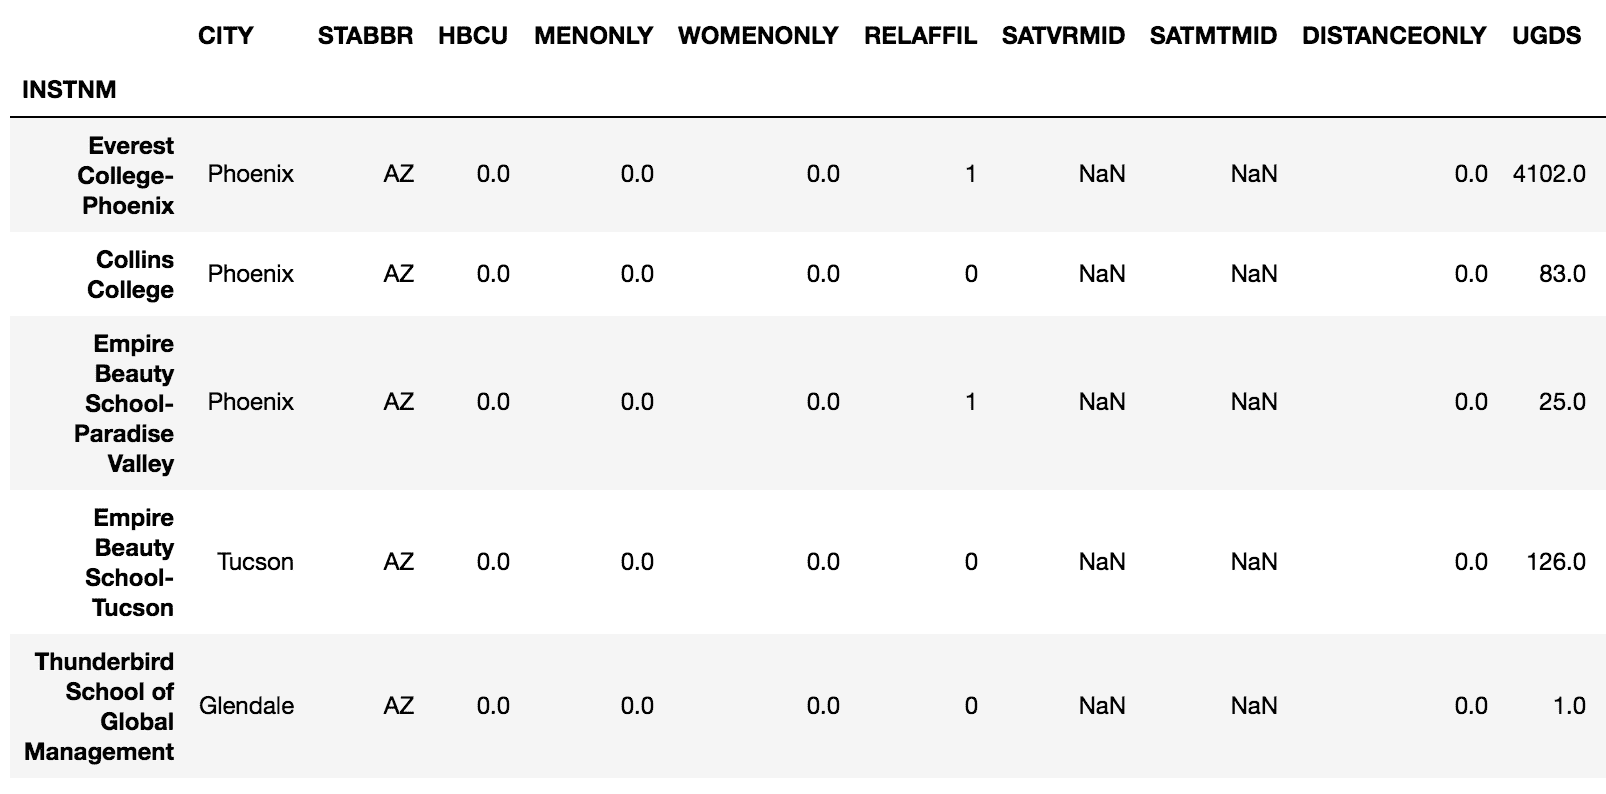 CITY STABBR HBCU MENONLY WOMENONLY RELAFFIL SATVRMID SATMTMID DISTANCEONLY UGDS
INSTNM
Everest
College-
Phoenix
Phoenix AZ 0.0 0.0 0.0 1 NaN NaN 0.0 4102.0
Collins
College
Phoenix AZ 0.0 0.0 0.0 0 NaN NaN 0.0 83.0
Empire
Beauty
School-
Paradise
Valley
Phoenix AZ 0.0 0.0 0.0 1 NaN NaN 0.0 25.0
Empire
Beauty
School-
Tucson
Tucson AZ 0.0 0.0 0.0 0 NaN NaN 0.0 126.0
Thunderbird
School of
Global
Management
Glendale AZ 0.0 0.0 0.0 0 NaN NaN 0.0 1.0